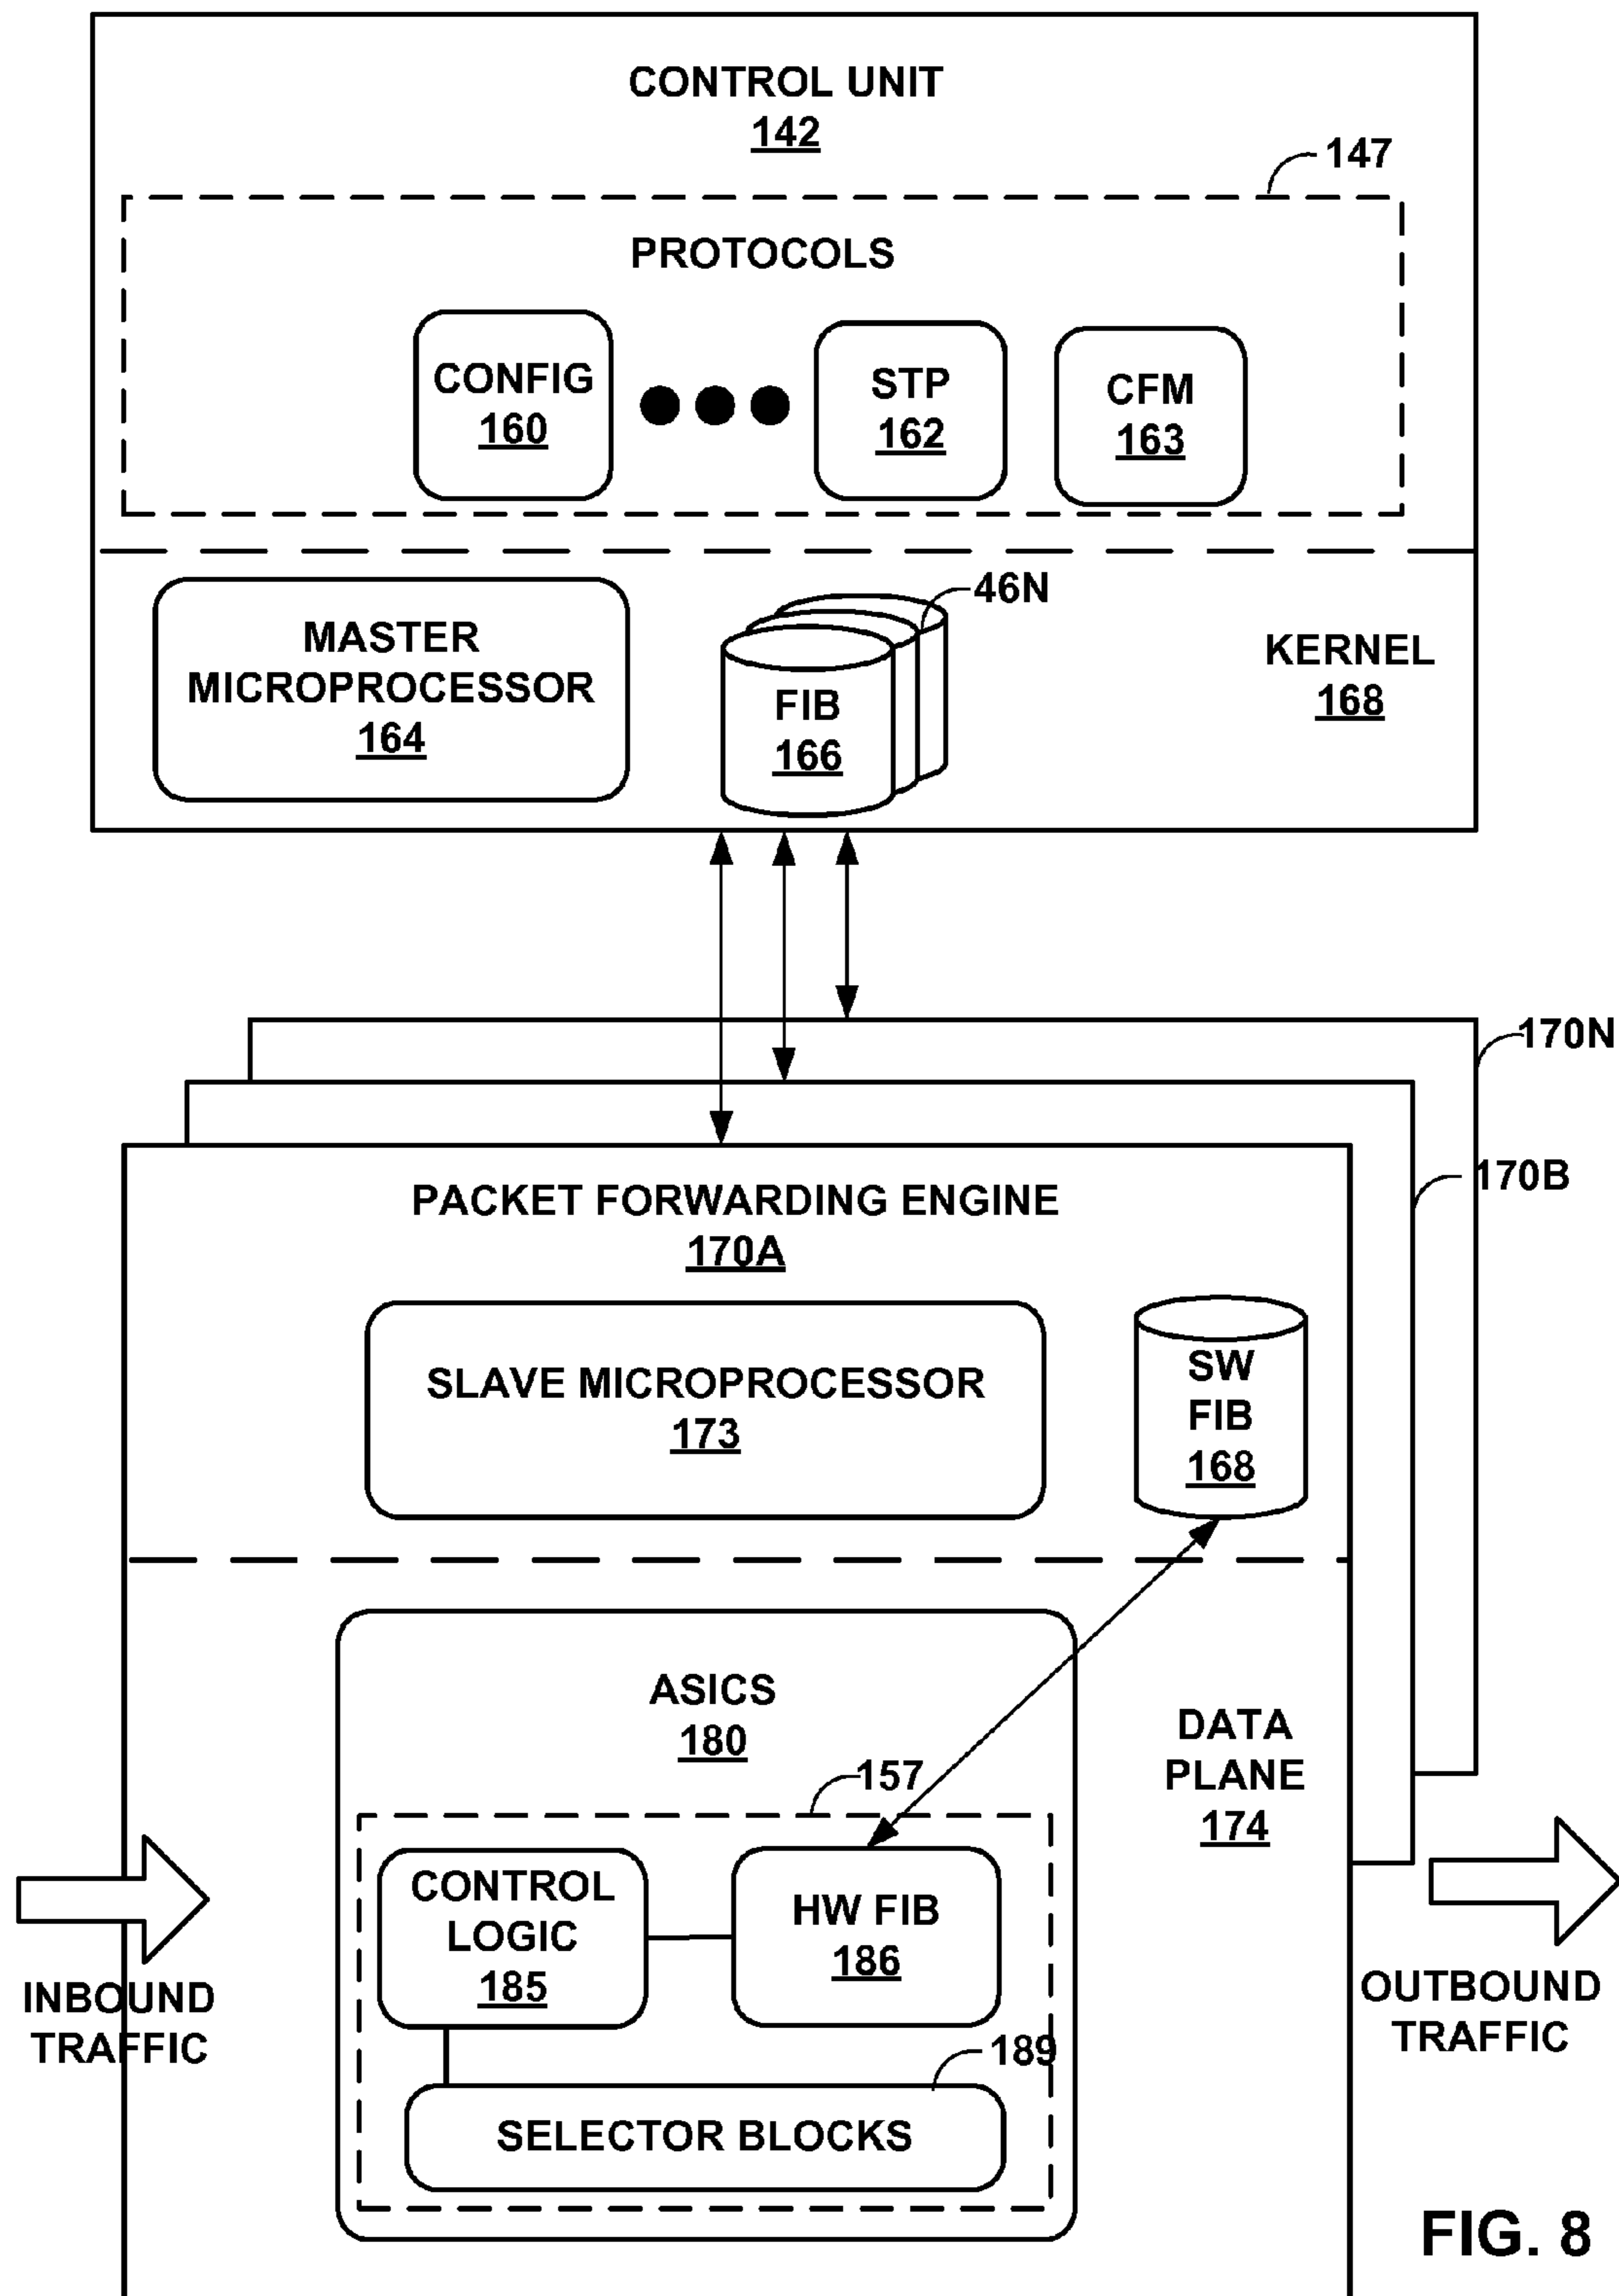 CONTROL UNIT
142
147
PROTOCOLS
CONFIG
160
STP
162
CFM
163
MASTER
MICROPROCESSOR
164
46N
FIB
166
KERNEL
168
170N
170B
PACKET FORWARDING ENGINE
170A
SLAVE MICROPROCESSOR
173
SW
FIB
168
ASICS
180
DATA
PLANE
174
157
CONTROL
LOGIC
185
HW FIB
186
INBOUND
TRAFFIC
OUTBOUND
TRAFFIC
189
SELECTOR BLOCKS
FIG. 8